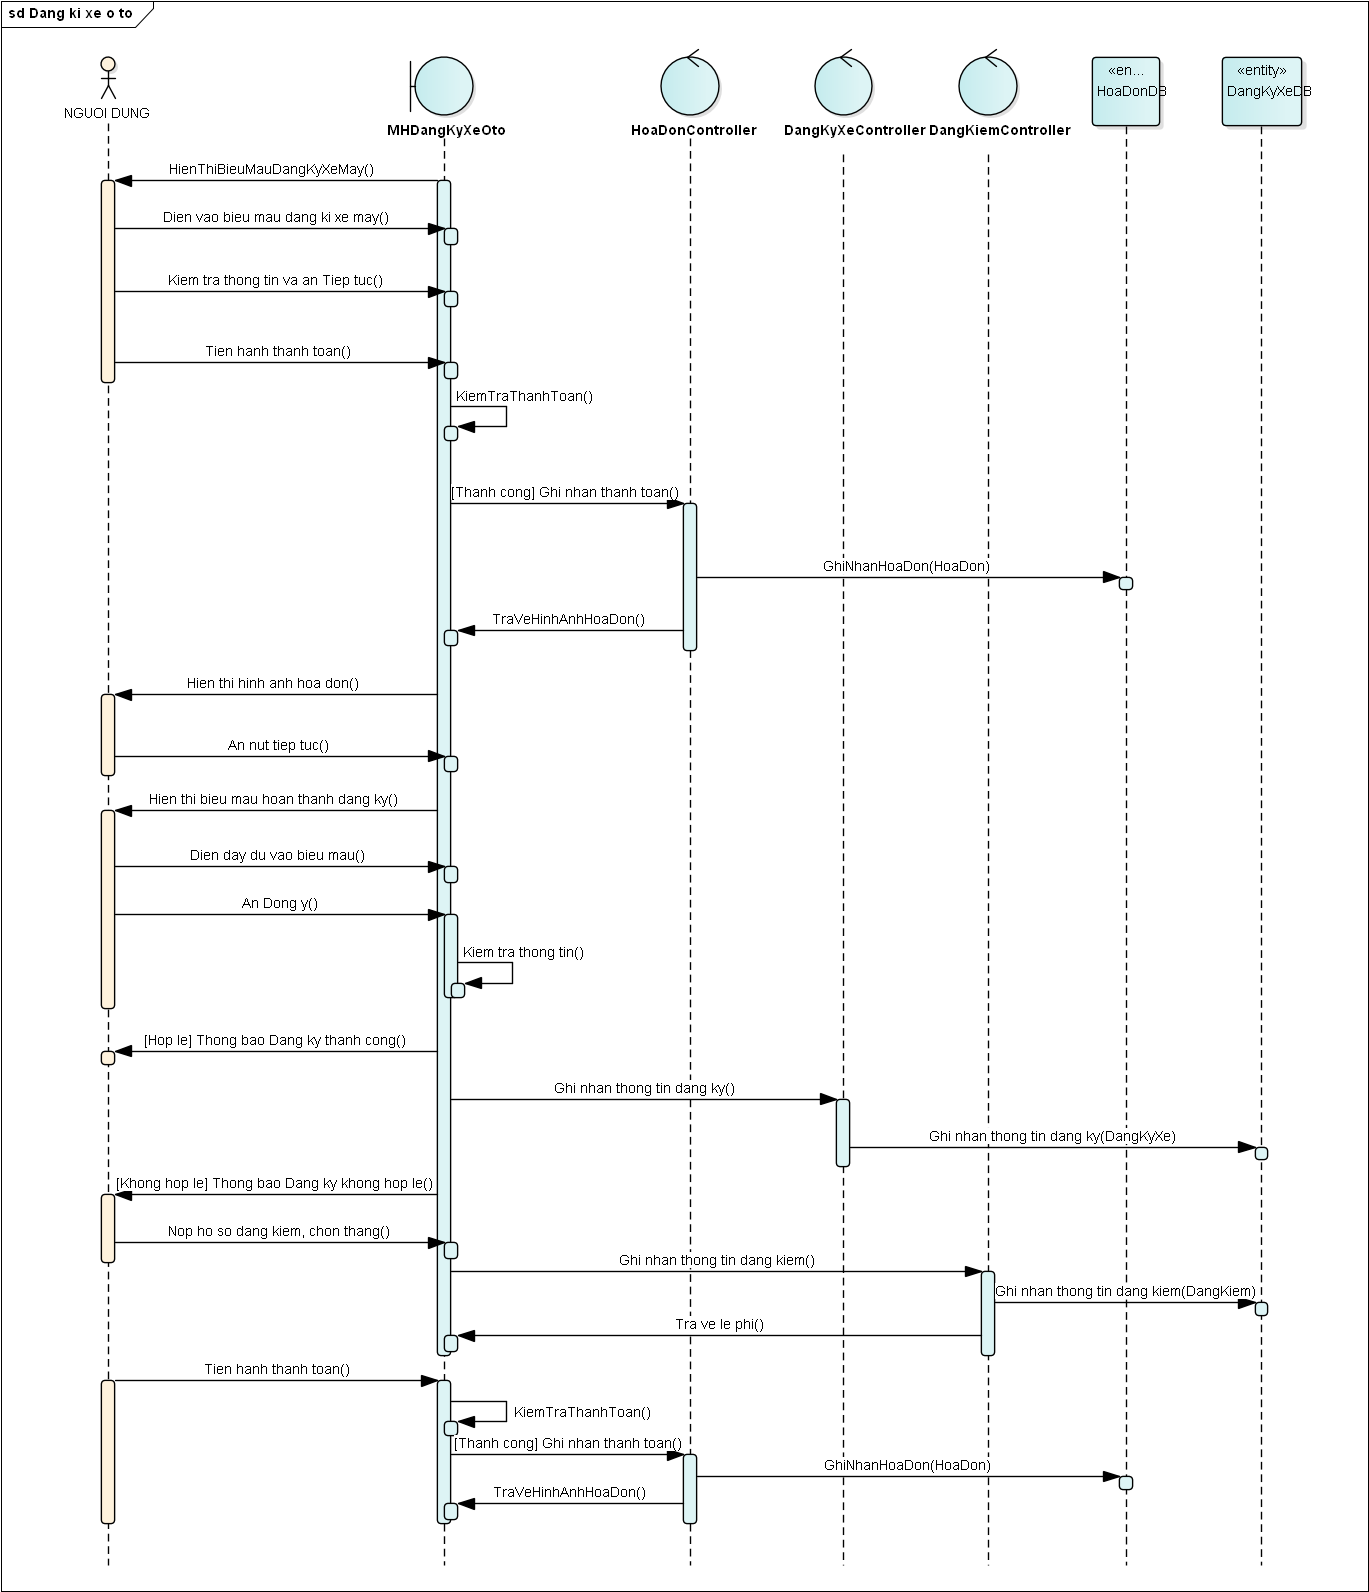 sd Dang ki xe o to
NGUOI DUNG
MHDangKyXeOto
HoaDonController
DangKyXeController
DangKiemController
«en...
HoaDonDB
«entity»
DangKyXeDB
HienThiBieuMauDangKyXeMay()
Dien vao bieu mau dang ki xe may()
Kiem tra thong tin va an Tiep tuc()
Tien hanh thanh toan()
KiemTraThanhToan()
[Thanh cong] Ghi nhan thanh toan()
GhiNhanHoaDon(HoaDon)
TraVeHinhAnhHoaDon()
Hien thi hinh anh hoa don()
An nut tiep tuc()
Hien thi bieu mau hoan thanh dang ky()
Dien day du vao bieu mau()
An Dong y()
Kiem tra thong tin()
[Hop le] Thong bao Dang ky thanh cong()
Ghi nhan thong tin dang ky()
Ghi nhan thong tin dang ky(DangKyXe)
[Khong hop le] Thong bao Dang ky khong hop le()
Nop ho so dang kiem, chon thang()
Ghi nhan thong tin dang kiem()
Ghi nhan thong tin dang kiem(DangKiem)
Tra ve le phi()
Tien hanh thanh toan()
KiemTraThanhToan()
[Thanh cong] Ghi nhan thanh toan()
GhiNhanHoaDon(HoaDon)
TraVeHinhAnhHoaDon()